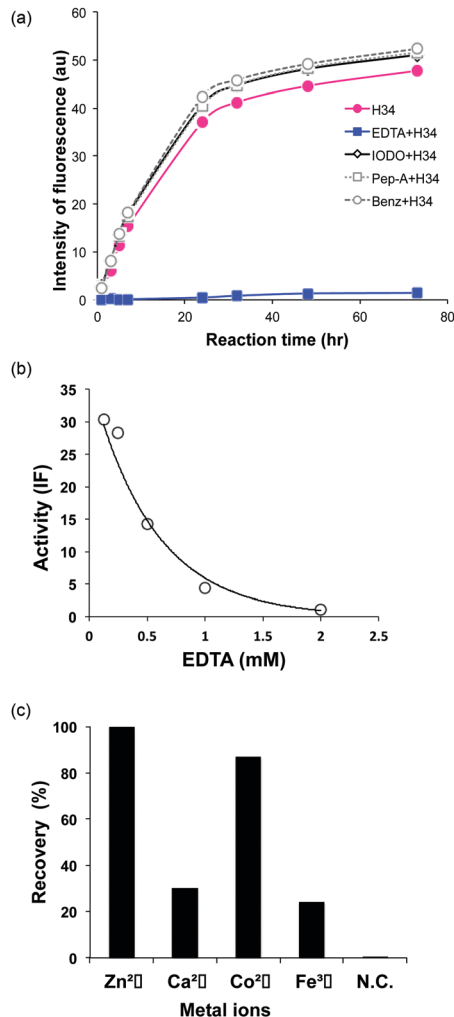 (a)
60
50
40
30
20
10
0
Intensity of fluorescence (au)
H34
EDTA+H34
IODO+H34
Pep-A+H34
Benz+H34
0 20 40 60 80
Reaction time (hr)
(b)
35
30
25
20
15
10
5
0
Activity (IF)
0 0.5 1 1.5 2 2.5
EDTA (mM)
(c)
100
80
60
40
20
0
Recovery (%)
Zn²▯ Ca²▯ Co²▯ Fe³▯ N.C.
Metal ions